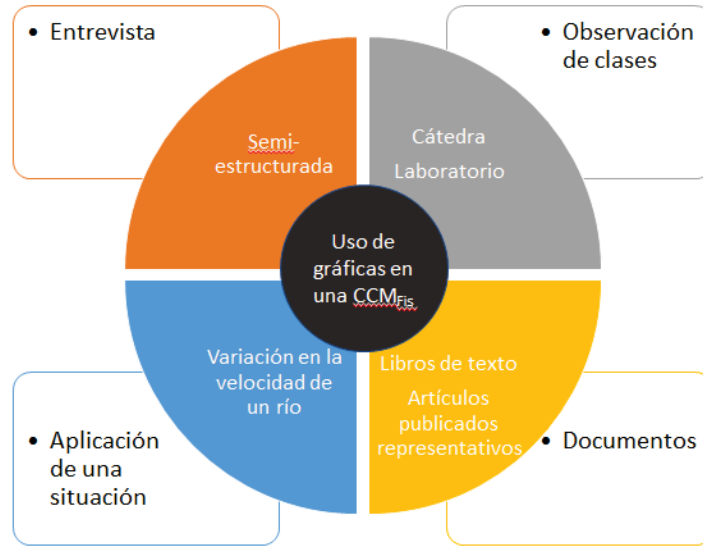 • Entrevista
Semi-
estructurada
• Observación
de clases
Cátedra
Laboratorio
Uso de
gráficas en
una CCMFis
Variación en la
velocidad de
un río
• Aplicación
de una
situación
Libros de texto
Artículos
publicados
representativos
• Documentos